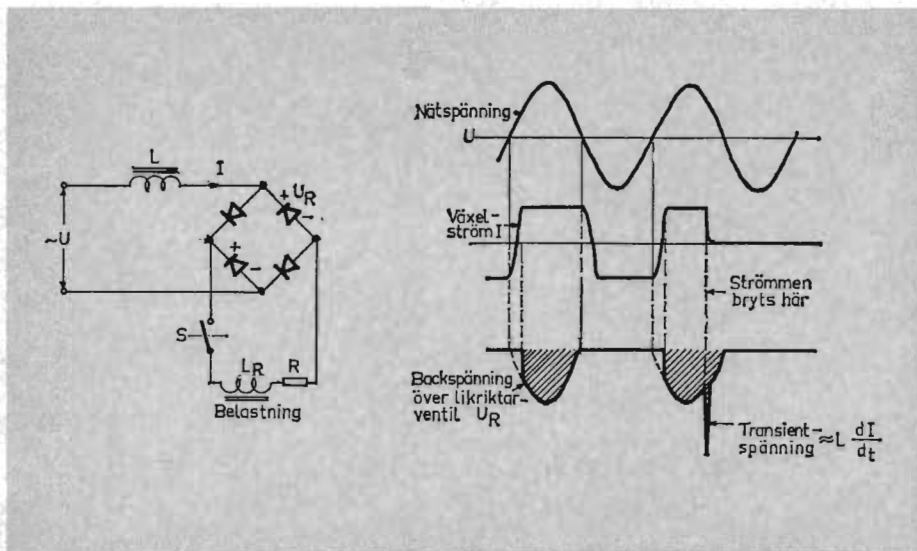 L
I
+ U_R
-
~U
+
-
S
L_R
R
Belastning
Nätspänning
U
Växel-
ström I
Strömmen
bryts här
Backspänning
över likriktar-
ventil U_R
Transient-
spänning ≈ L dI
dt